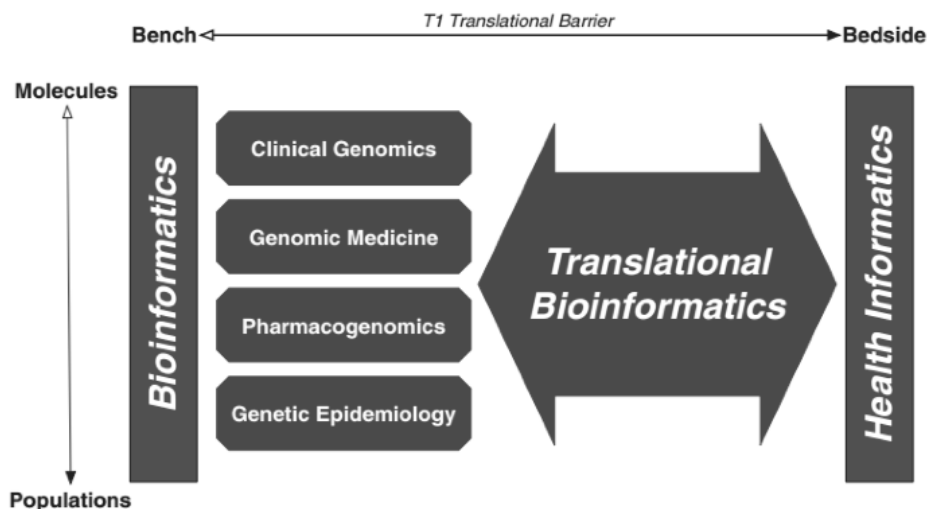 T1 Translational Barrier
Bench
Bedside
Molecules
Populations
Bioinformatics
Clinical Genomics
Genomic Medicine
Pharmacogenomics
Genetic Epidemiology
Translational
Bioinformatics
Health Informatics